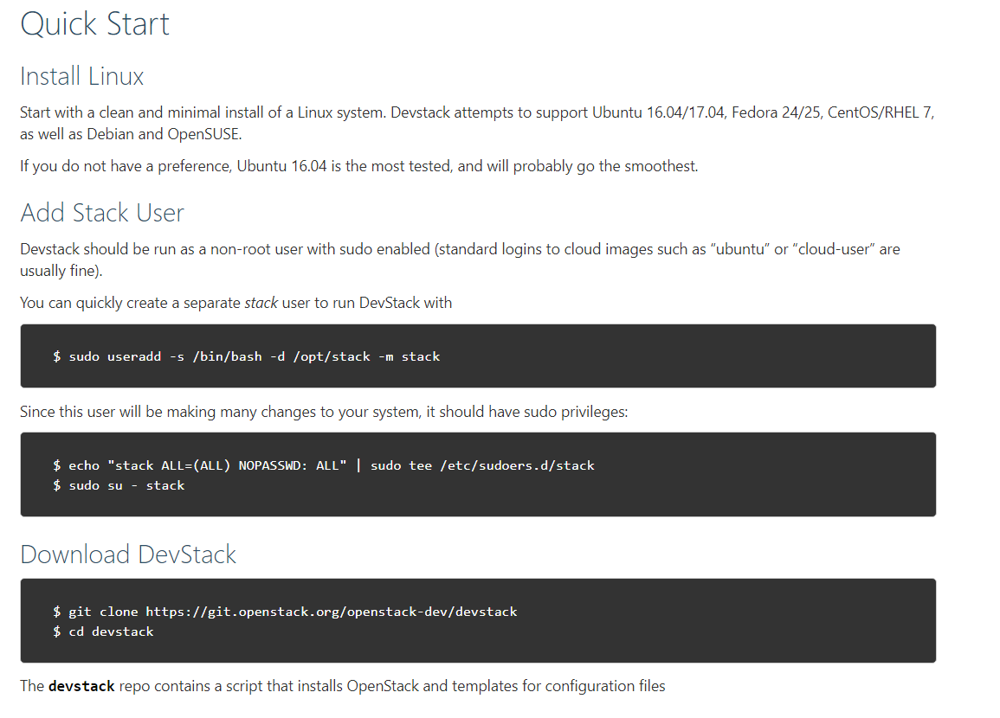 Quick Start
Install Linux
Start with a clean and minimal install of a Linux system. Devstack attempts to support Ubuntu 16.04/17.04, Fedora 24/25, CentOS/RHEL 7,
as well as Debian and OpenSUSE.
If you do not have a preference, Ubuntu 16.04 is the most tested, and will probably go the smoothest.
Add Stack User
Devstack should be run as a non-root user with sudo enabled (standard logins to cloud images such as “ubuntu” or “cloud-user” are
usually fine).
You can quickly create a separate stack user to run DevStack with
$ sudo useradd -s /bin/bash -d /opt/stack -m stack
Since this user will be making many changes to your system, it should have sudo privileges:
$ echo "stack ALL=(ALL) NOPASSWD: ALL" | sudo tee /etc/sudoers.d/stack
$ sudo su - stack
Download DevStack
$ git clone https://git.openstack.org/openstack-dev/devstack
$ cd devstack
The devstack repo contains a script that installs OpenStack and templates for configuration files